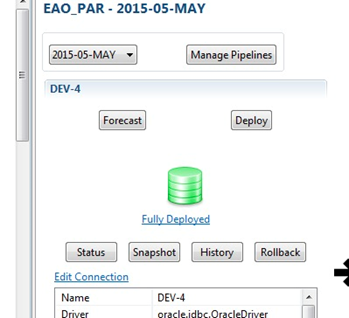 EAO_PAR - 2015-05-MAY
2015-05-MAY Manage Pipelines
DEV-4
Forecast Deploy
Fully Deployed
Status Snapshot History Rollback
Edit Connection
Name DEV-4
Driver oracle.jdbc.OracleDriver